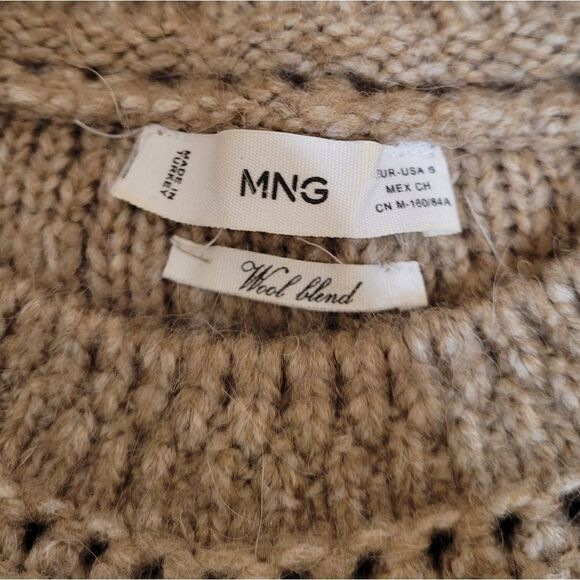 MADE IN
TURKEY
MNG
EUR-USA S
MEX CH
CN M-160/84A
Wool blend